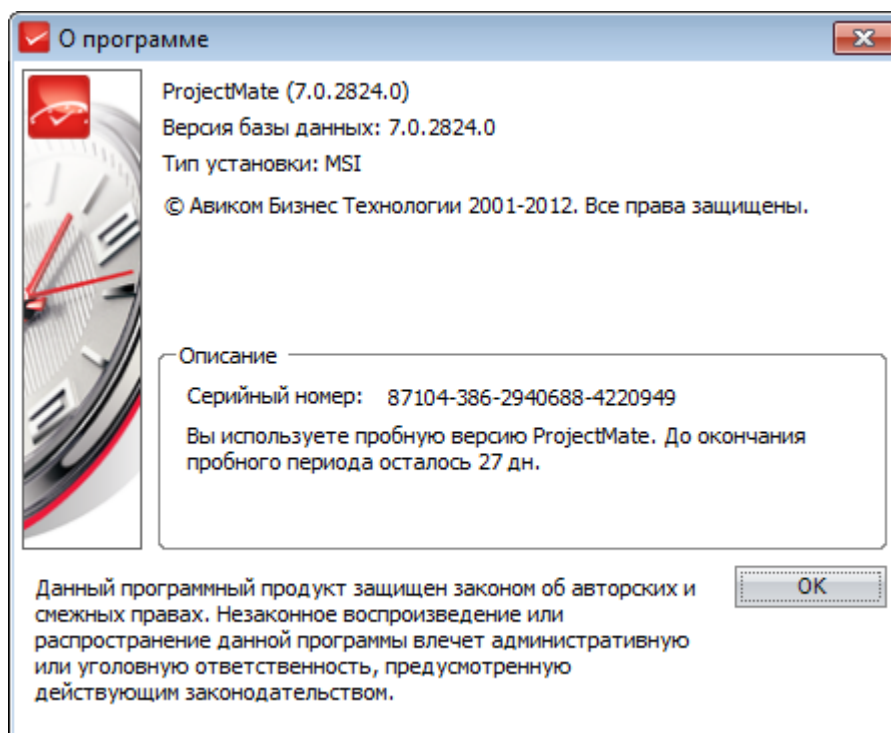 О программе
ProjectMate (7.0.2824.0)
Версия базы данных: 7.0.2824.0
Тип установки: MSI
© Авиком Бизнес Технологии 2001-2012. Все права защищены.
Описание
Серийный номер: 87104-386-2940688-4220949
Вы используете пробную версию ProjectMate. До окончания
пробного периода осталось 27 дн.
Данный программный продукт защищен законом об авторских и
смежных правах. Незаконное воспроизведение или
распространение данной программы влечет административную
или уголовную ответственность, предусмотренную
действующим законодательством.
OK